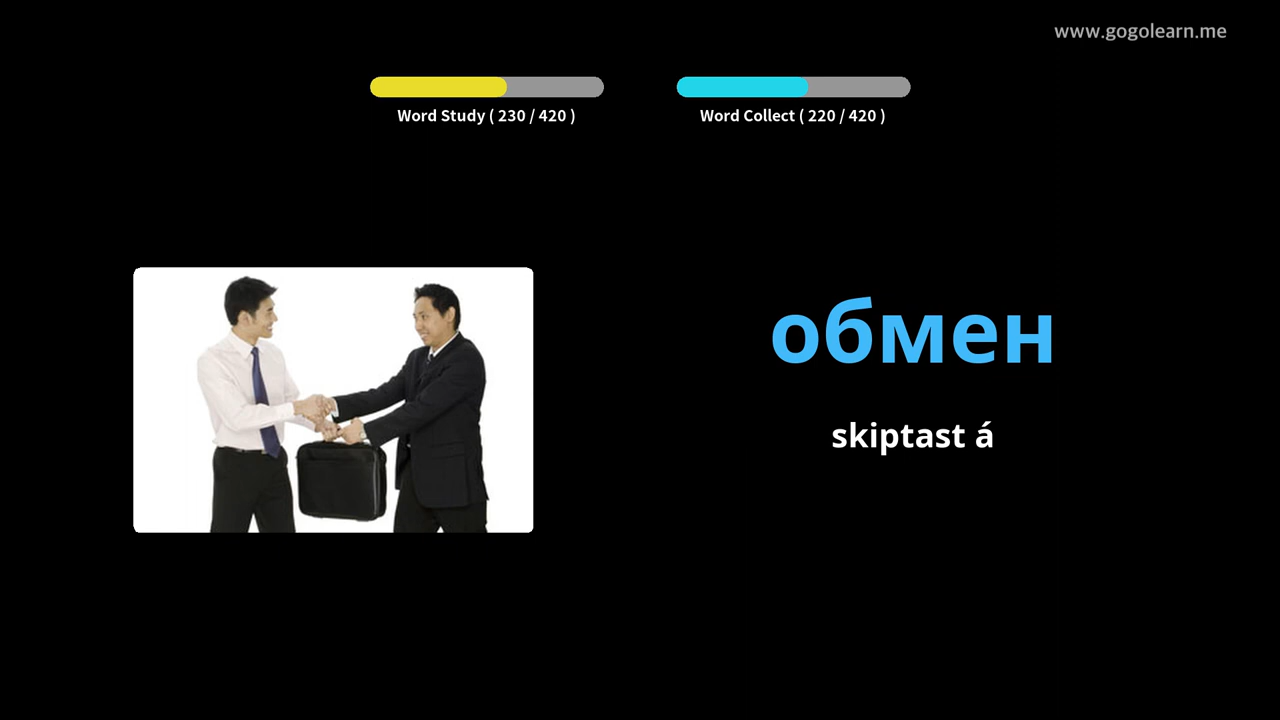 www.gogolearn.me
Word Study ( 230 / 420 )
Word Collect ( 220 / 420 )
обмен
skiptast á